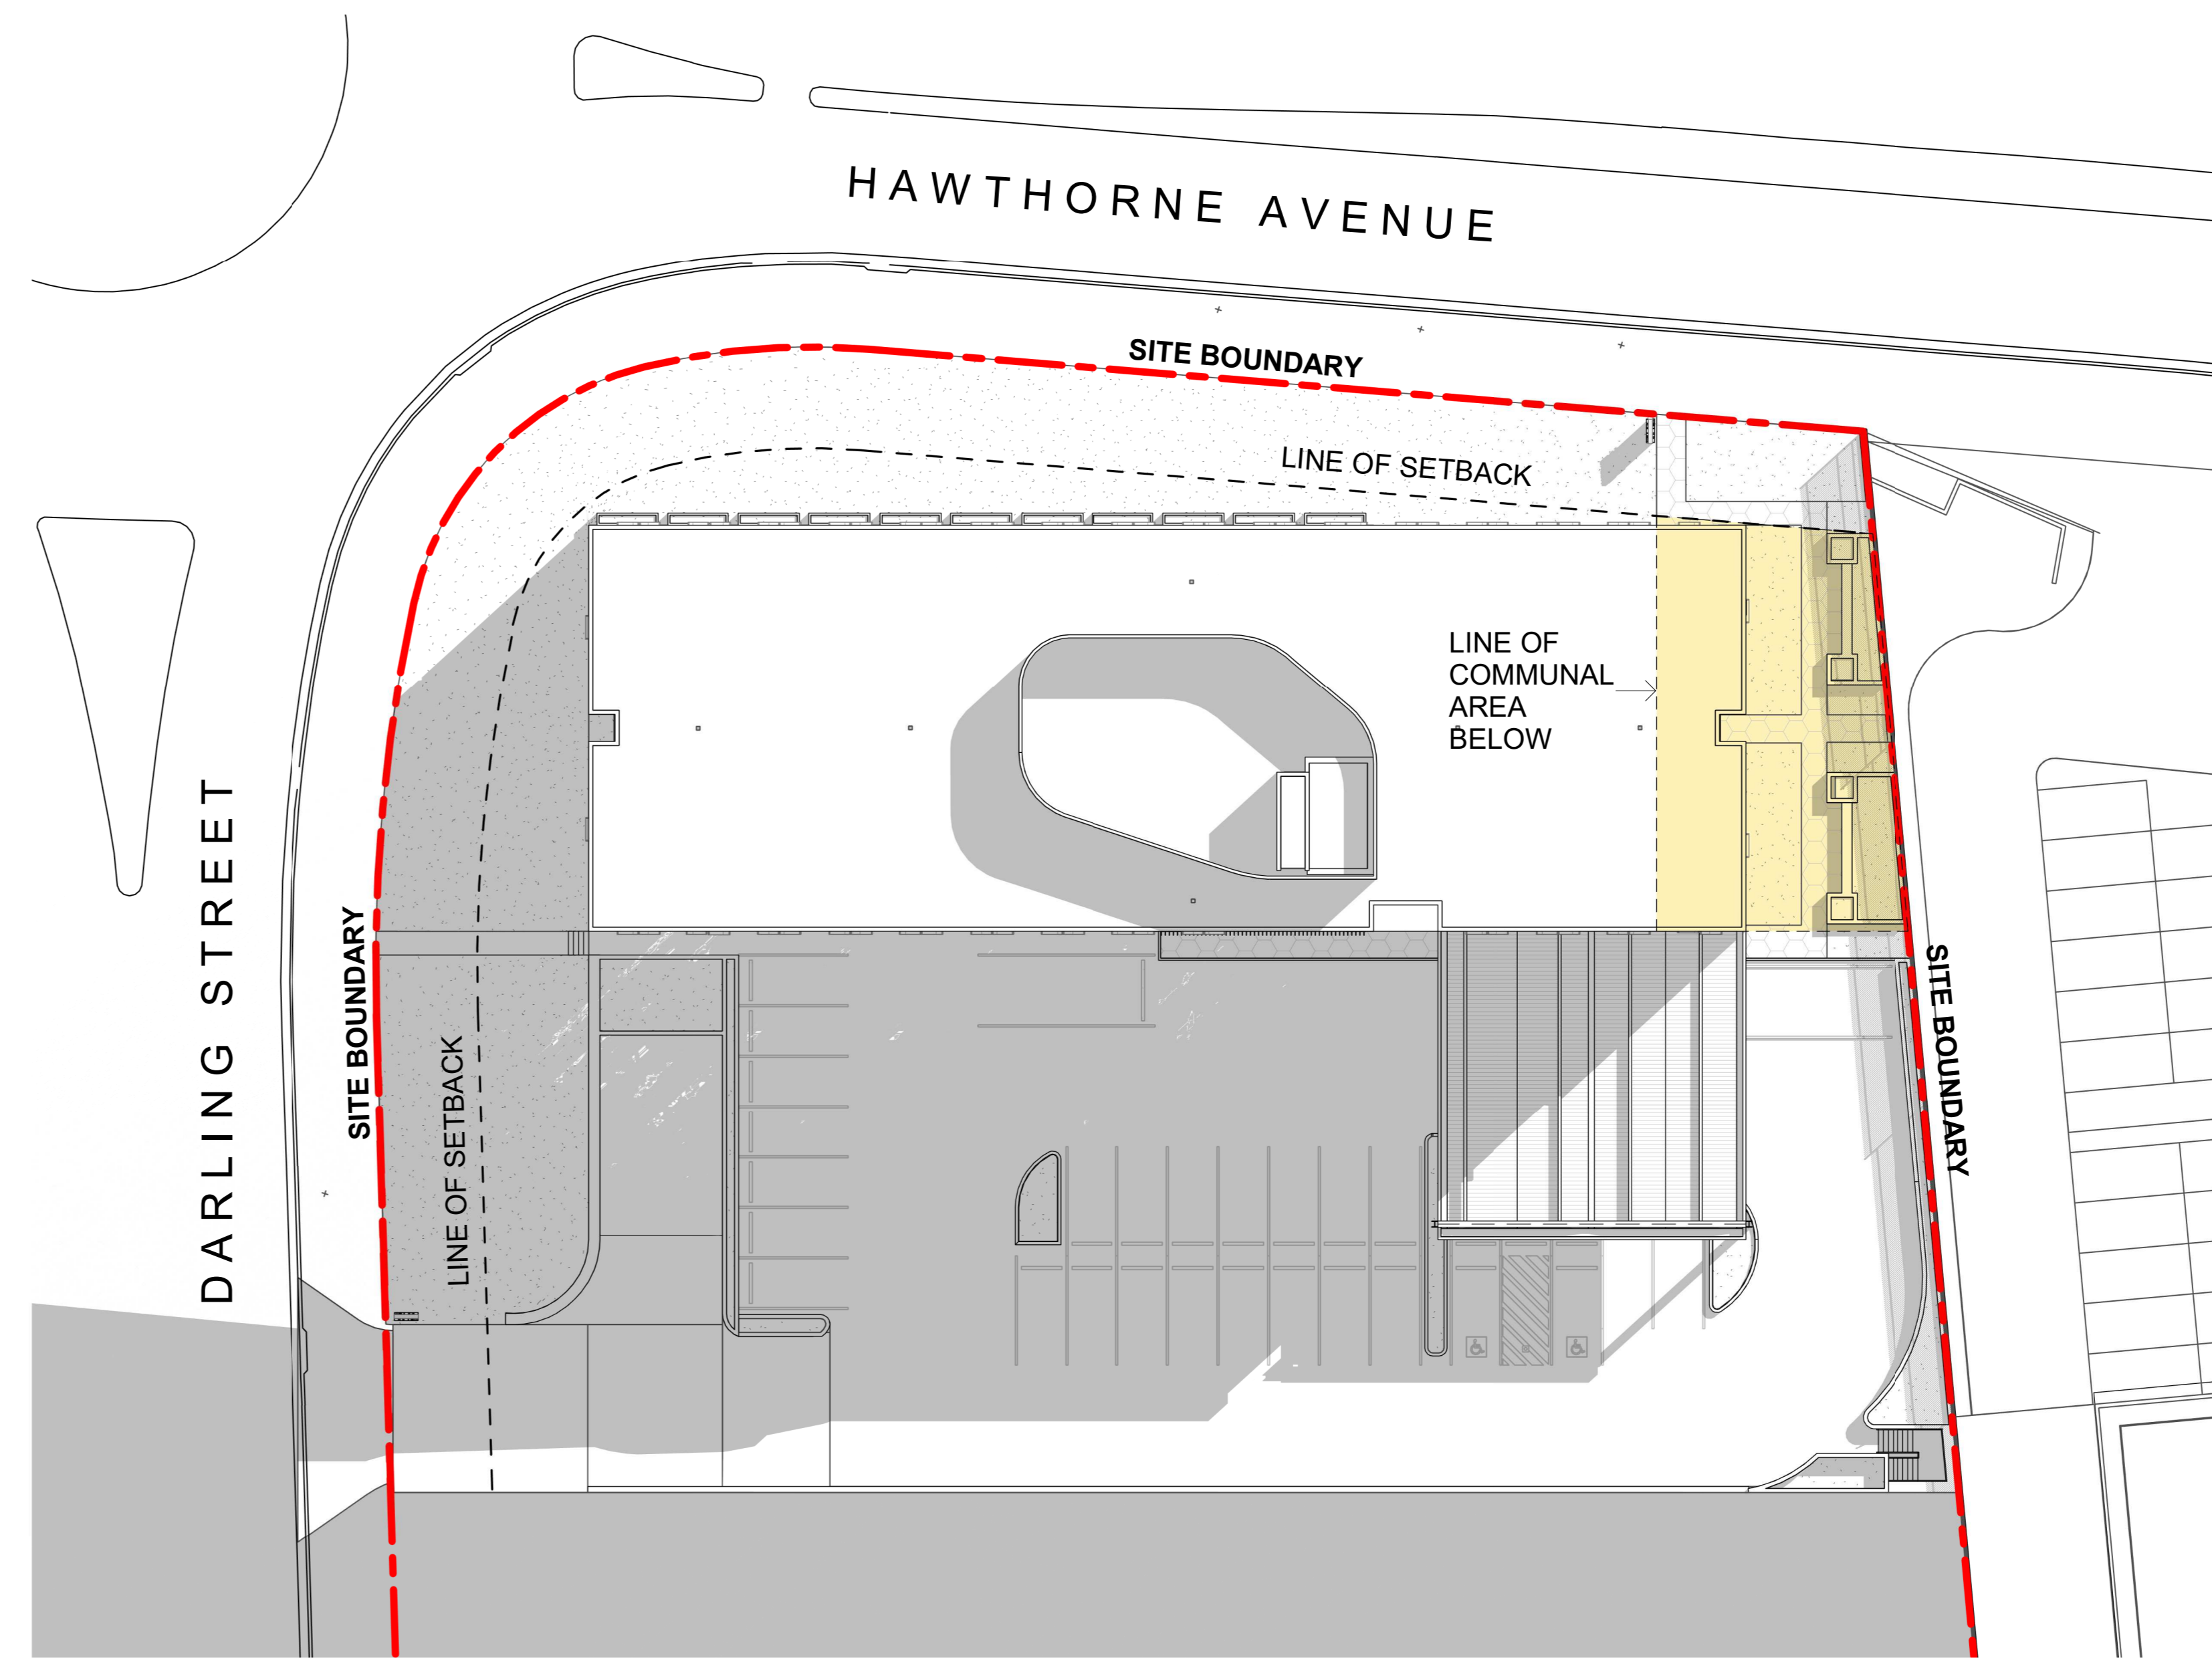 HAWTHORNE AVENUE
SITE BOUNDARY
LINE OF SETBACK
LINE OF
COMMUNAL
AREA
BELOW
DARLING STREET
SITE BOUNDARY
LINE OF SETBACK
SITE BOUNDARY